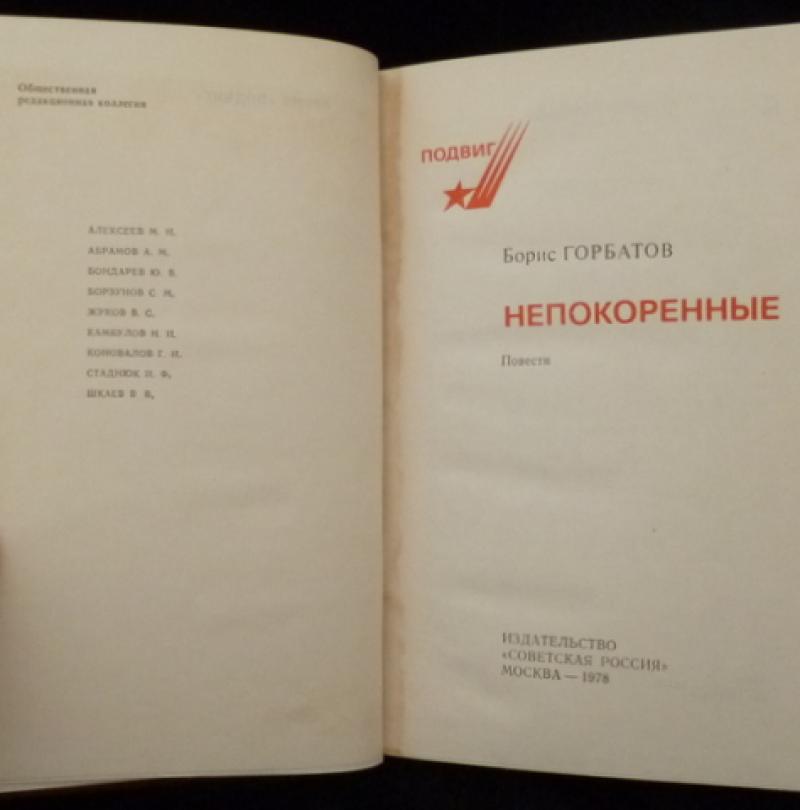 Общественная
редакционная коллегия
АЛЕКСЕЕВ М. Н.
АБРАМОВ А. М.
БОНДАРЕВ Ю. В.
БОРЗУНОВ С. М.
ЖУКОВ В. С.
КАМБУЛОВ Н. И.
КОНОВАЛОВ Г. И.
СТАДНЮК И. Ф.
ШКАЕВ В. В.
ПОДВИГ
Борис ГОРБАТОВ
НЕПОКОРЕННЫЕ
Повести
ИЗДАТЕЛЬСТВО
«СОВЕТСКАЯ РОССИЯ»
МОСКВА — 1978